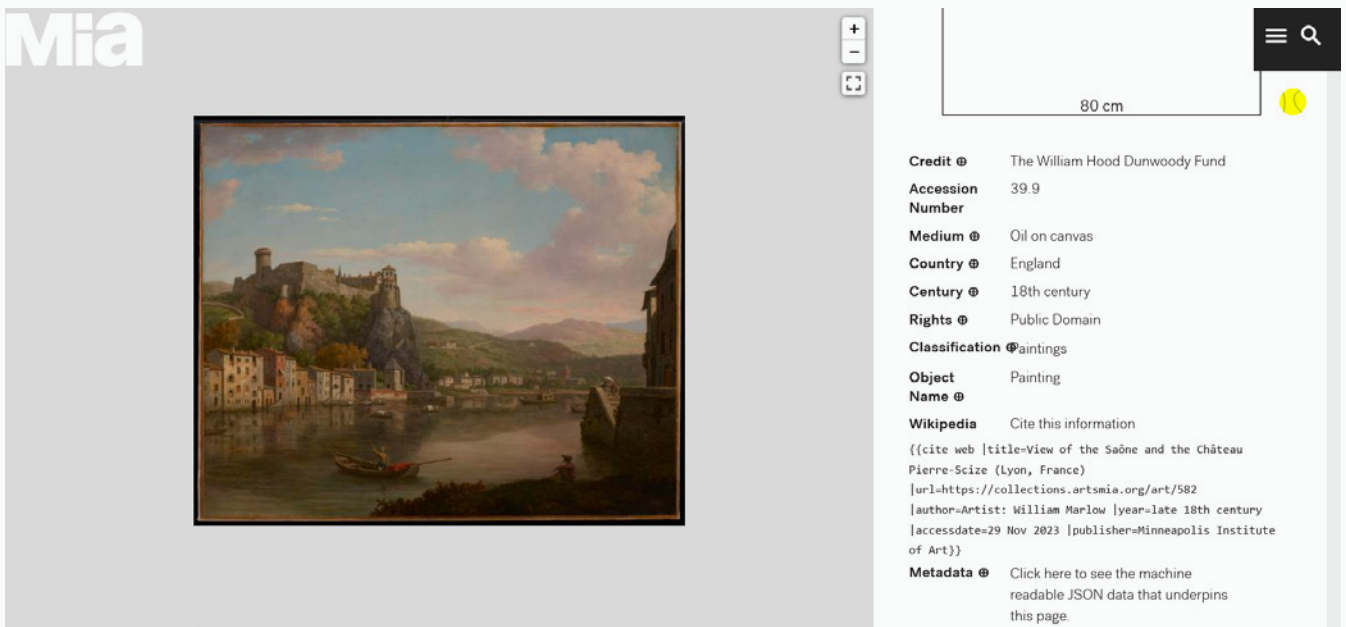 Mia
80 cm
Credit ⊕ The William Hood Dunwoody Fund
Accession Number 39.9
Medium ⊕ Oil on canvas
Country ⊕ England
Century ⊕ 18th century
Rights ⊕ Public Domain
Classification ⊕ Paintings
Object Name ⊕ Painting
Wikipedia Cite this information
{{cite web |title=View of the Saône and the Château
Pierre-Scize (Lyon, France)
|url=https://collections.artsmia.org/art/582
|author=Artist: William Marlow |year=late 18th century
|accessdate=29 Nov 2023 |publisher=Minneapolis Institute
of Art}}
Metadata ⊕ Click here to see the machine
readable JSON data that underpins
this page.